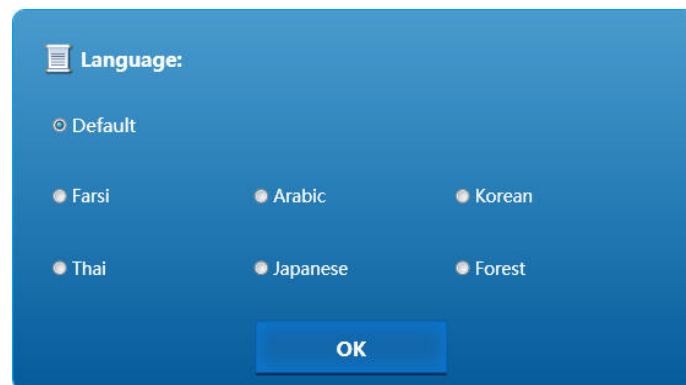 Language:
Default
Farsi Arabic Korean
Thai Japanese Forest
OK